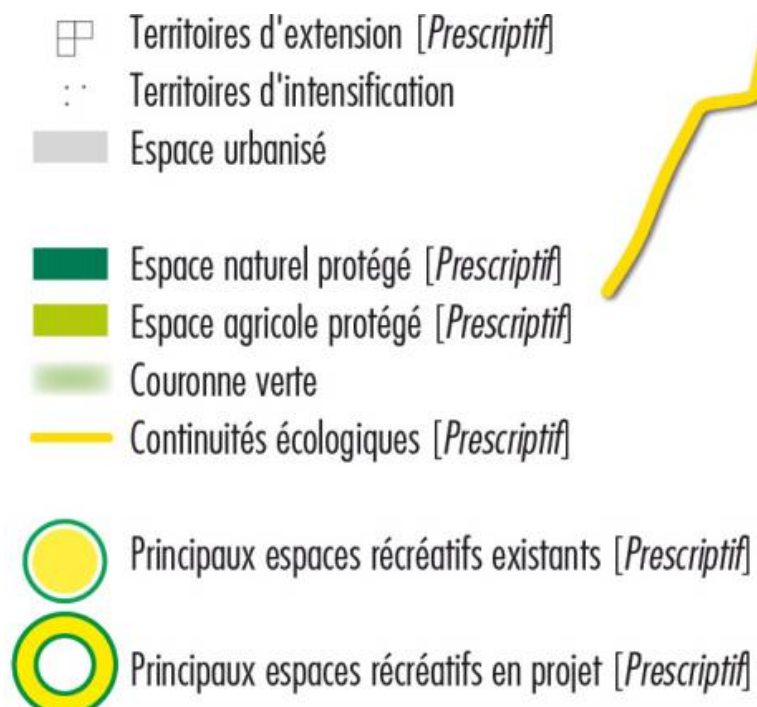 Territoires d'extension [Prescriptif]
Territoires d'intensification
Espace urbanisé
Espace naturel protégé [Prescriptif]
Espace agricole protégé [Prescriptif]
Couronne verte
Continuités écologiques [Prescriptif]
Principaux espaces récréatifs existants [Prescriptif]
Principaux espaces récréatifs en projet [Prescriptif]